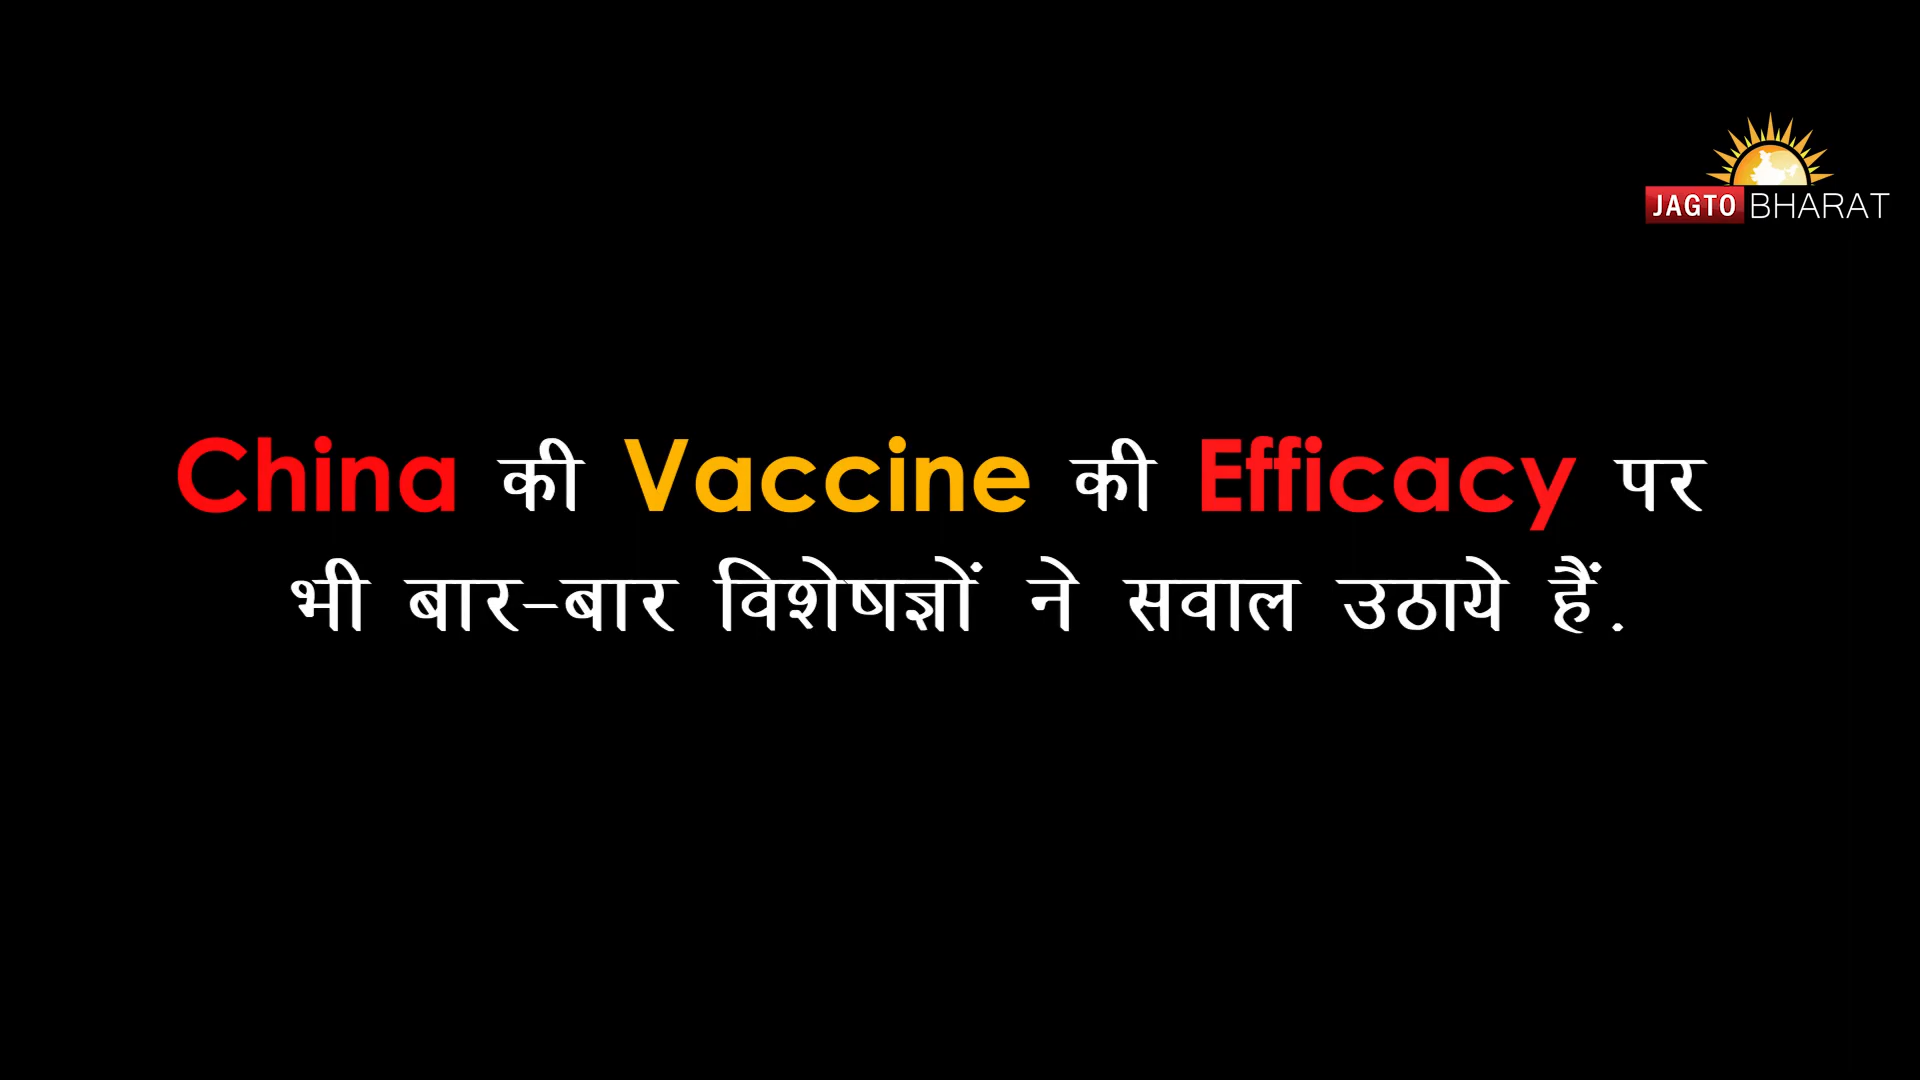 JAGTO BHARAT
China की Vaccine की Efficacy पर
भी बार-बार विशेषज्ञों ने सवाल उठाये हैं.